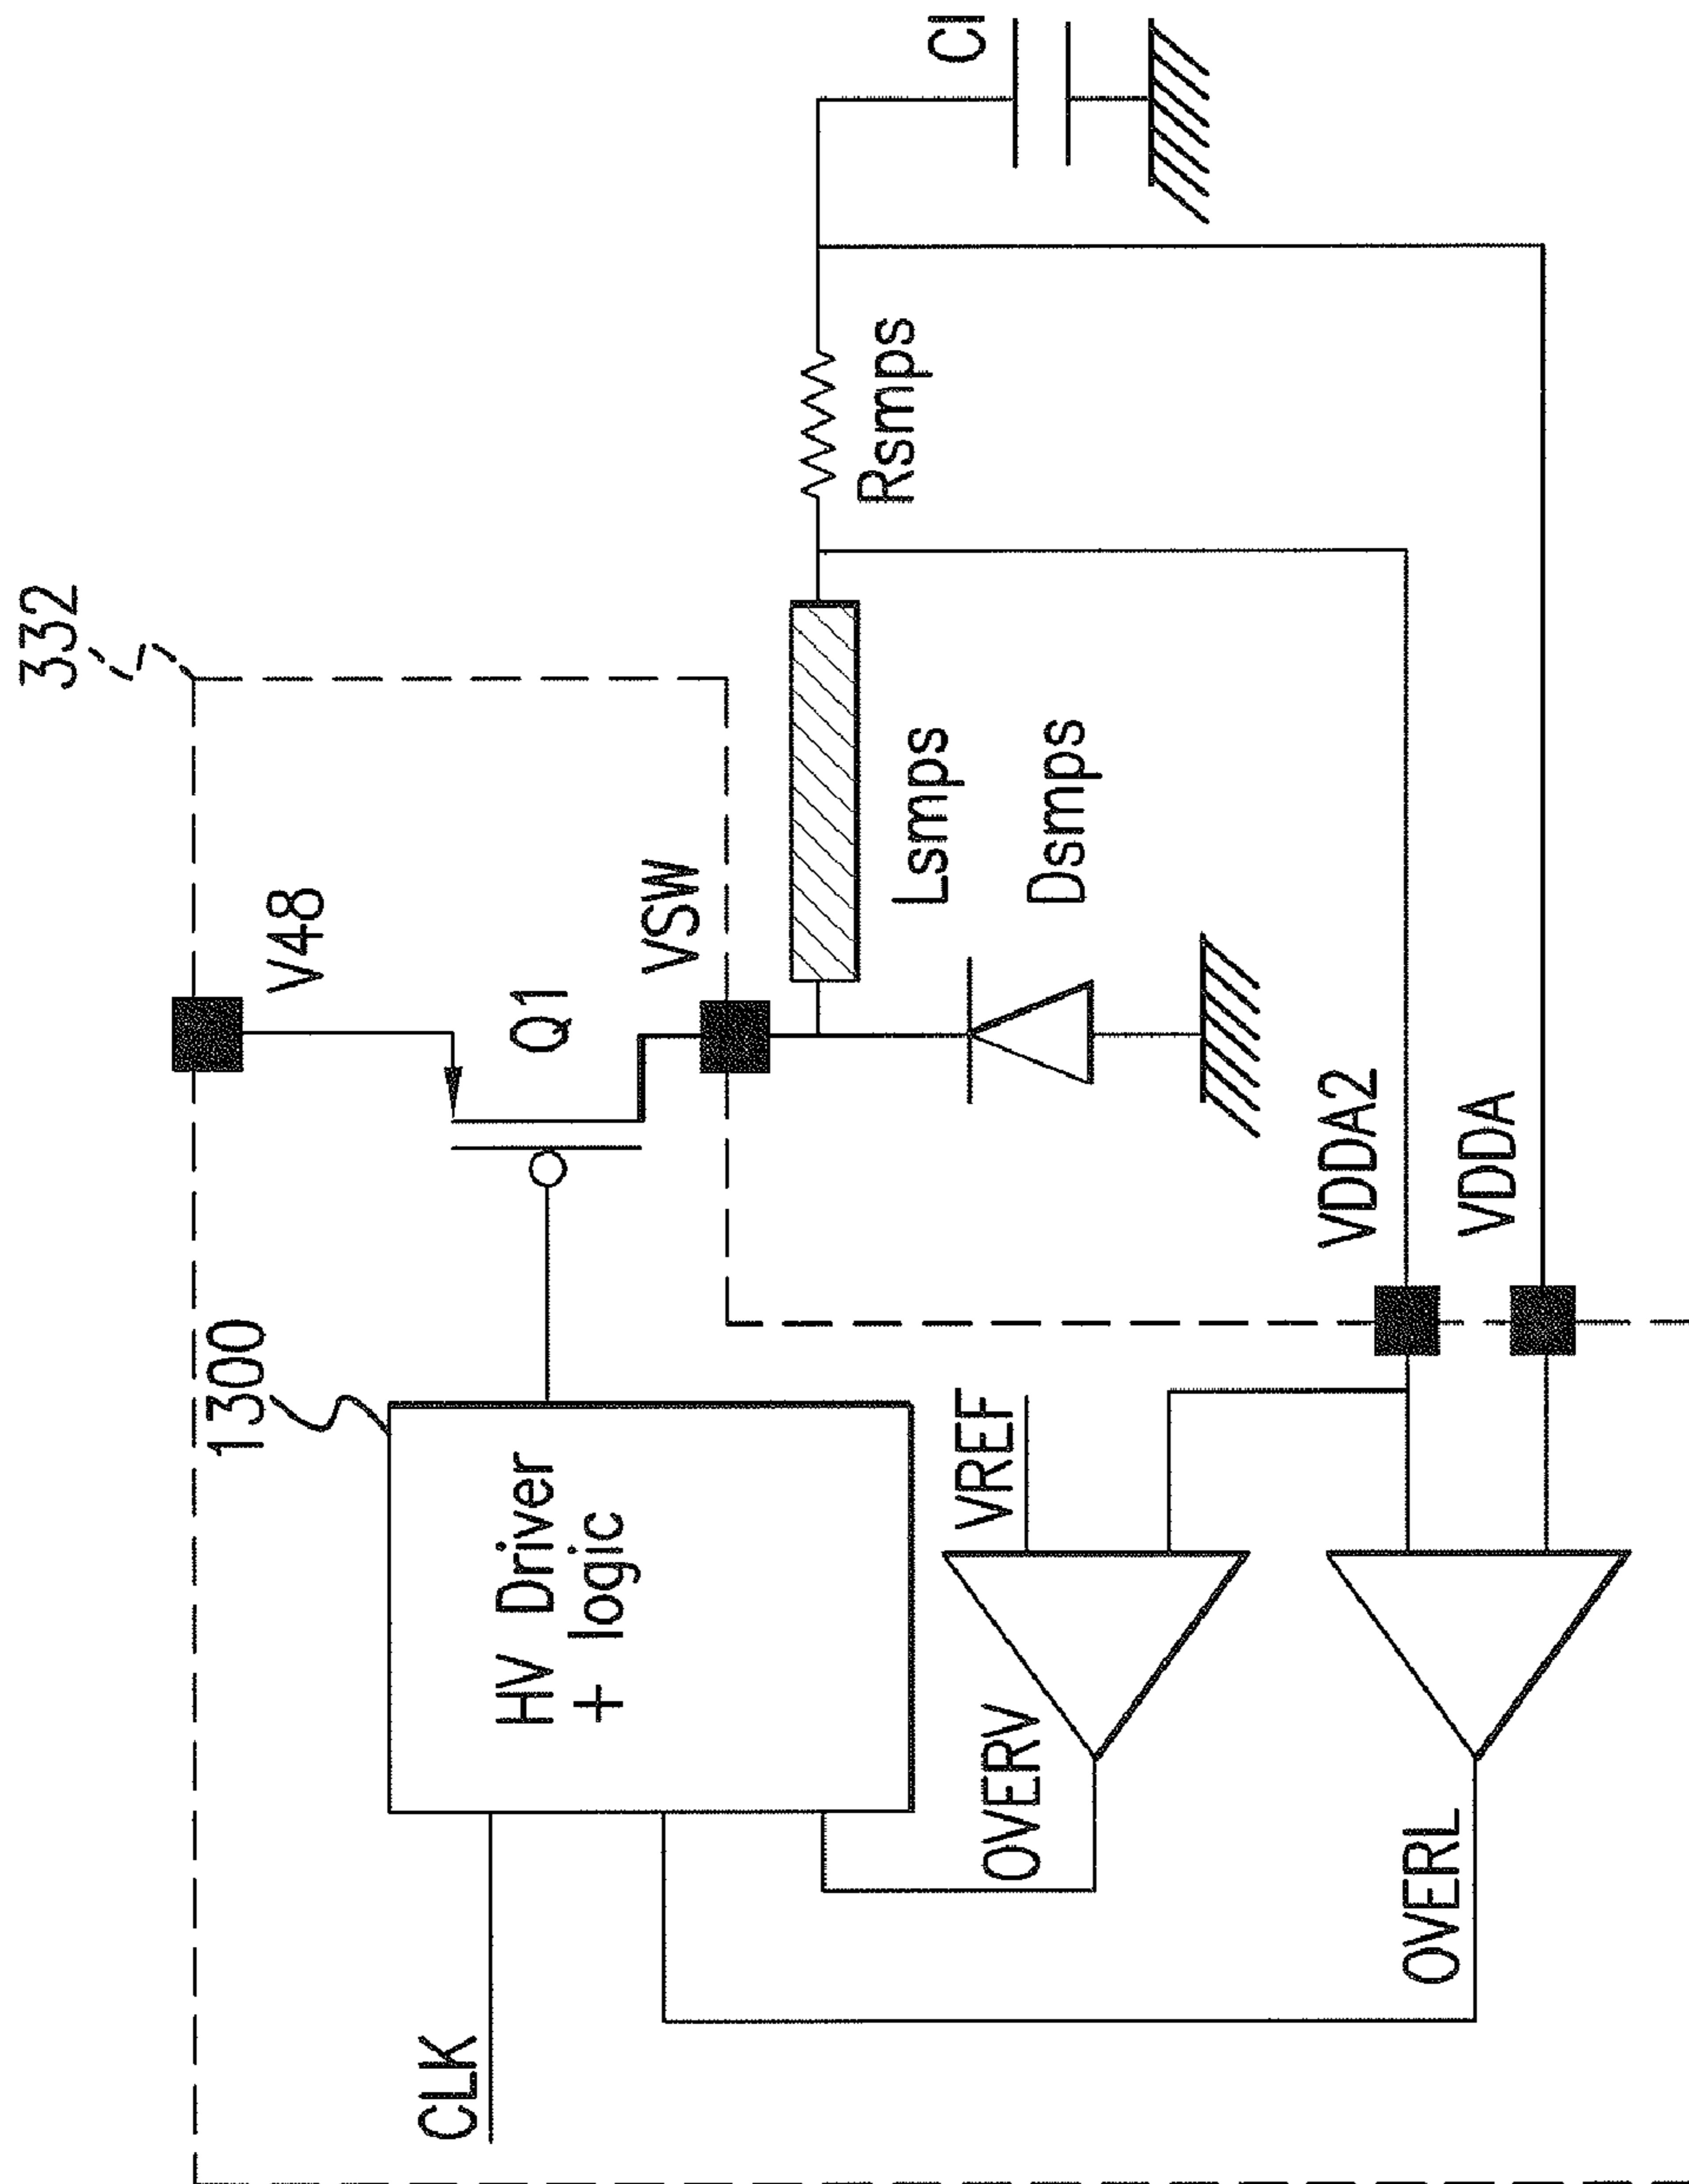 332
V48
1300
Q1
VSW
HV Driver
+ logic
CLK
Lsmps
Rsmps
Dsmps
VREF
OVERV
VDDA2
VDDA
OVERL